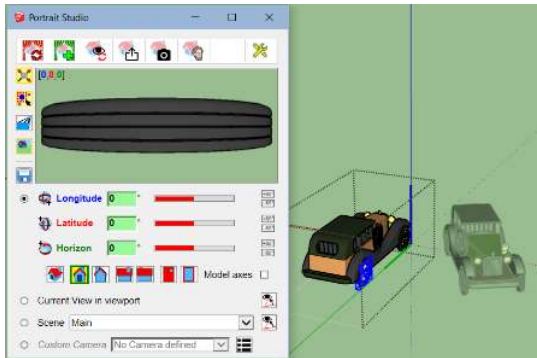 Portrait Studio
[0,0,0]
Longitude 0 °
Latitude 0 °
Horizon 0 °
Model axes
Current View in viewport
Scene Main
Custom Camera No Camera defined